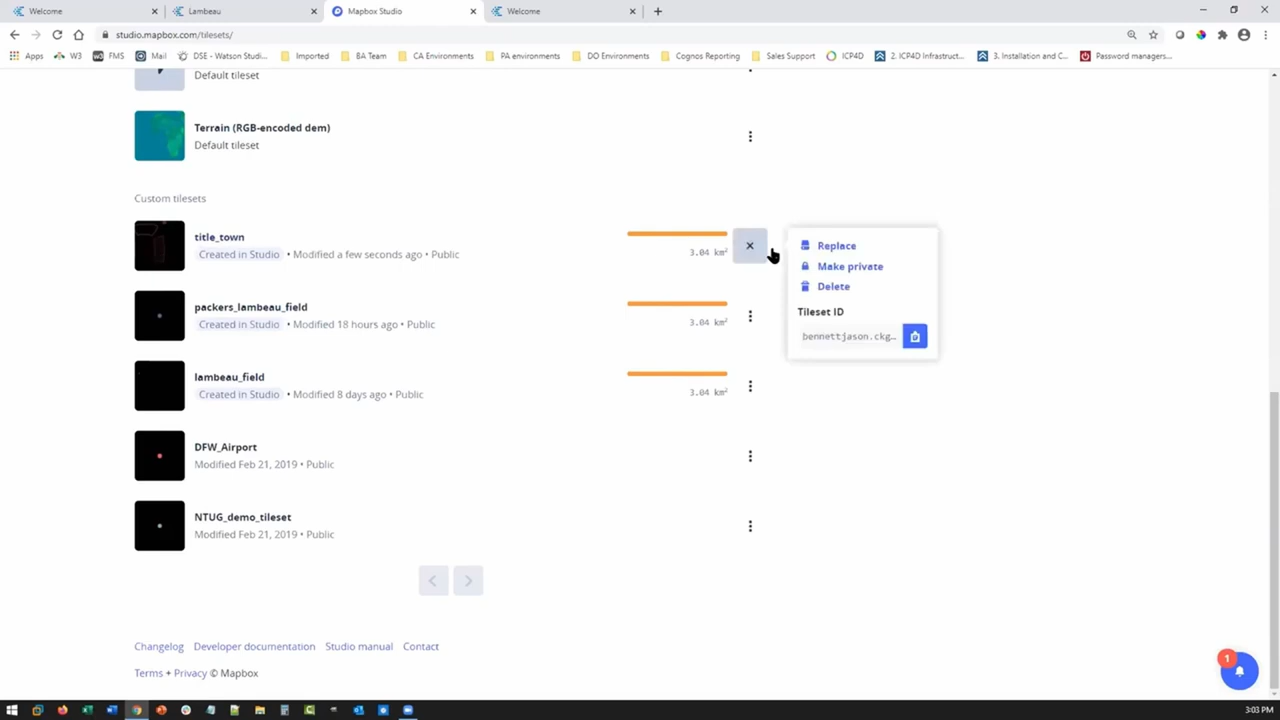 Welcome
Lambeau
Mapbox Studio
Welcome
studio.mapbox.com/tilesets/
Apps
W3
FMS
Mail
DSE - Watson Studi...
Imported
BA Team
CA Environments
PA environments
DO Environments
Cognos Reporting
Sales Support
ICP4D
2. ICP4D Infrastruct...
3. Installation and C...
Password manager...
Default tileset
Terrain (RGB-encoded dem)
Default tileset
Custom tilesets
title_town
Created in Studio • Modified a few seconds ago • Public
3.04 km²
Replace
Make private
Delete
Tileset ID
bennettjason.ckg...
packers_lambeau_field
Created in Studio • Modified 18 hours ago • Public
3.04 km²
lambeau_field
Created in Studio • Modified 8 days ago • Public
3.04 km²
DFW_Airport
Modified Feb 21, 2019 • Public
NTUG_demo_tileset
Modified Feb 21, 2019 • Public
Changelog Developer documentation Studio manual Contact
Terms + Privacy © Mapbox
1
3:03 PM